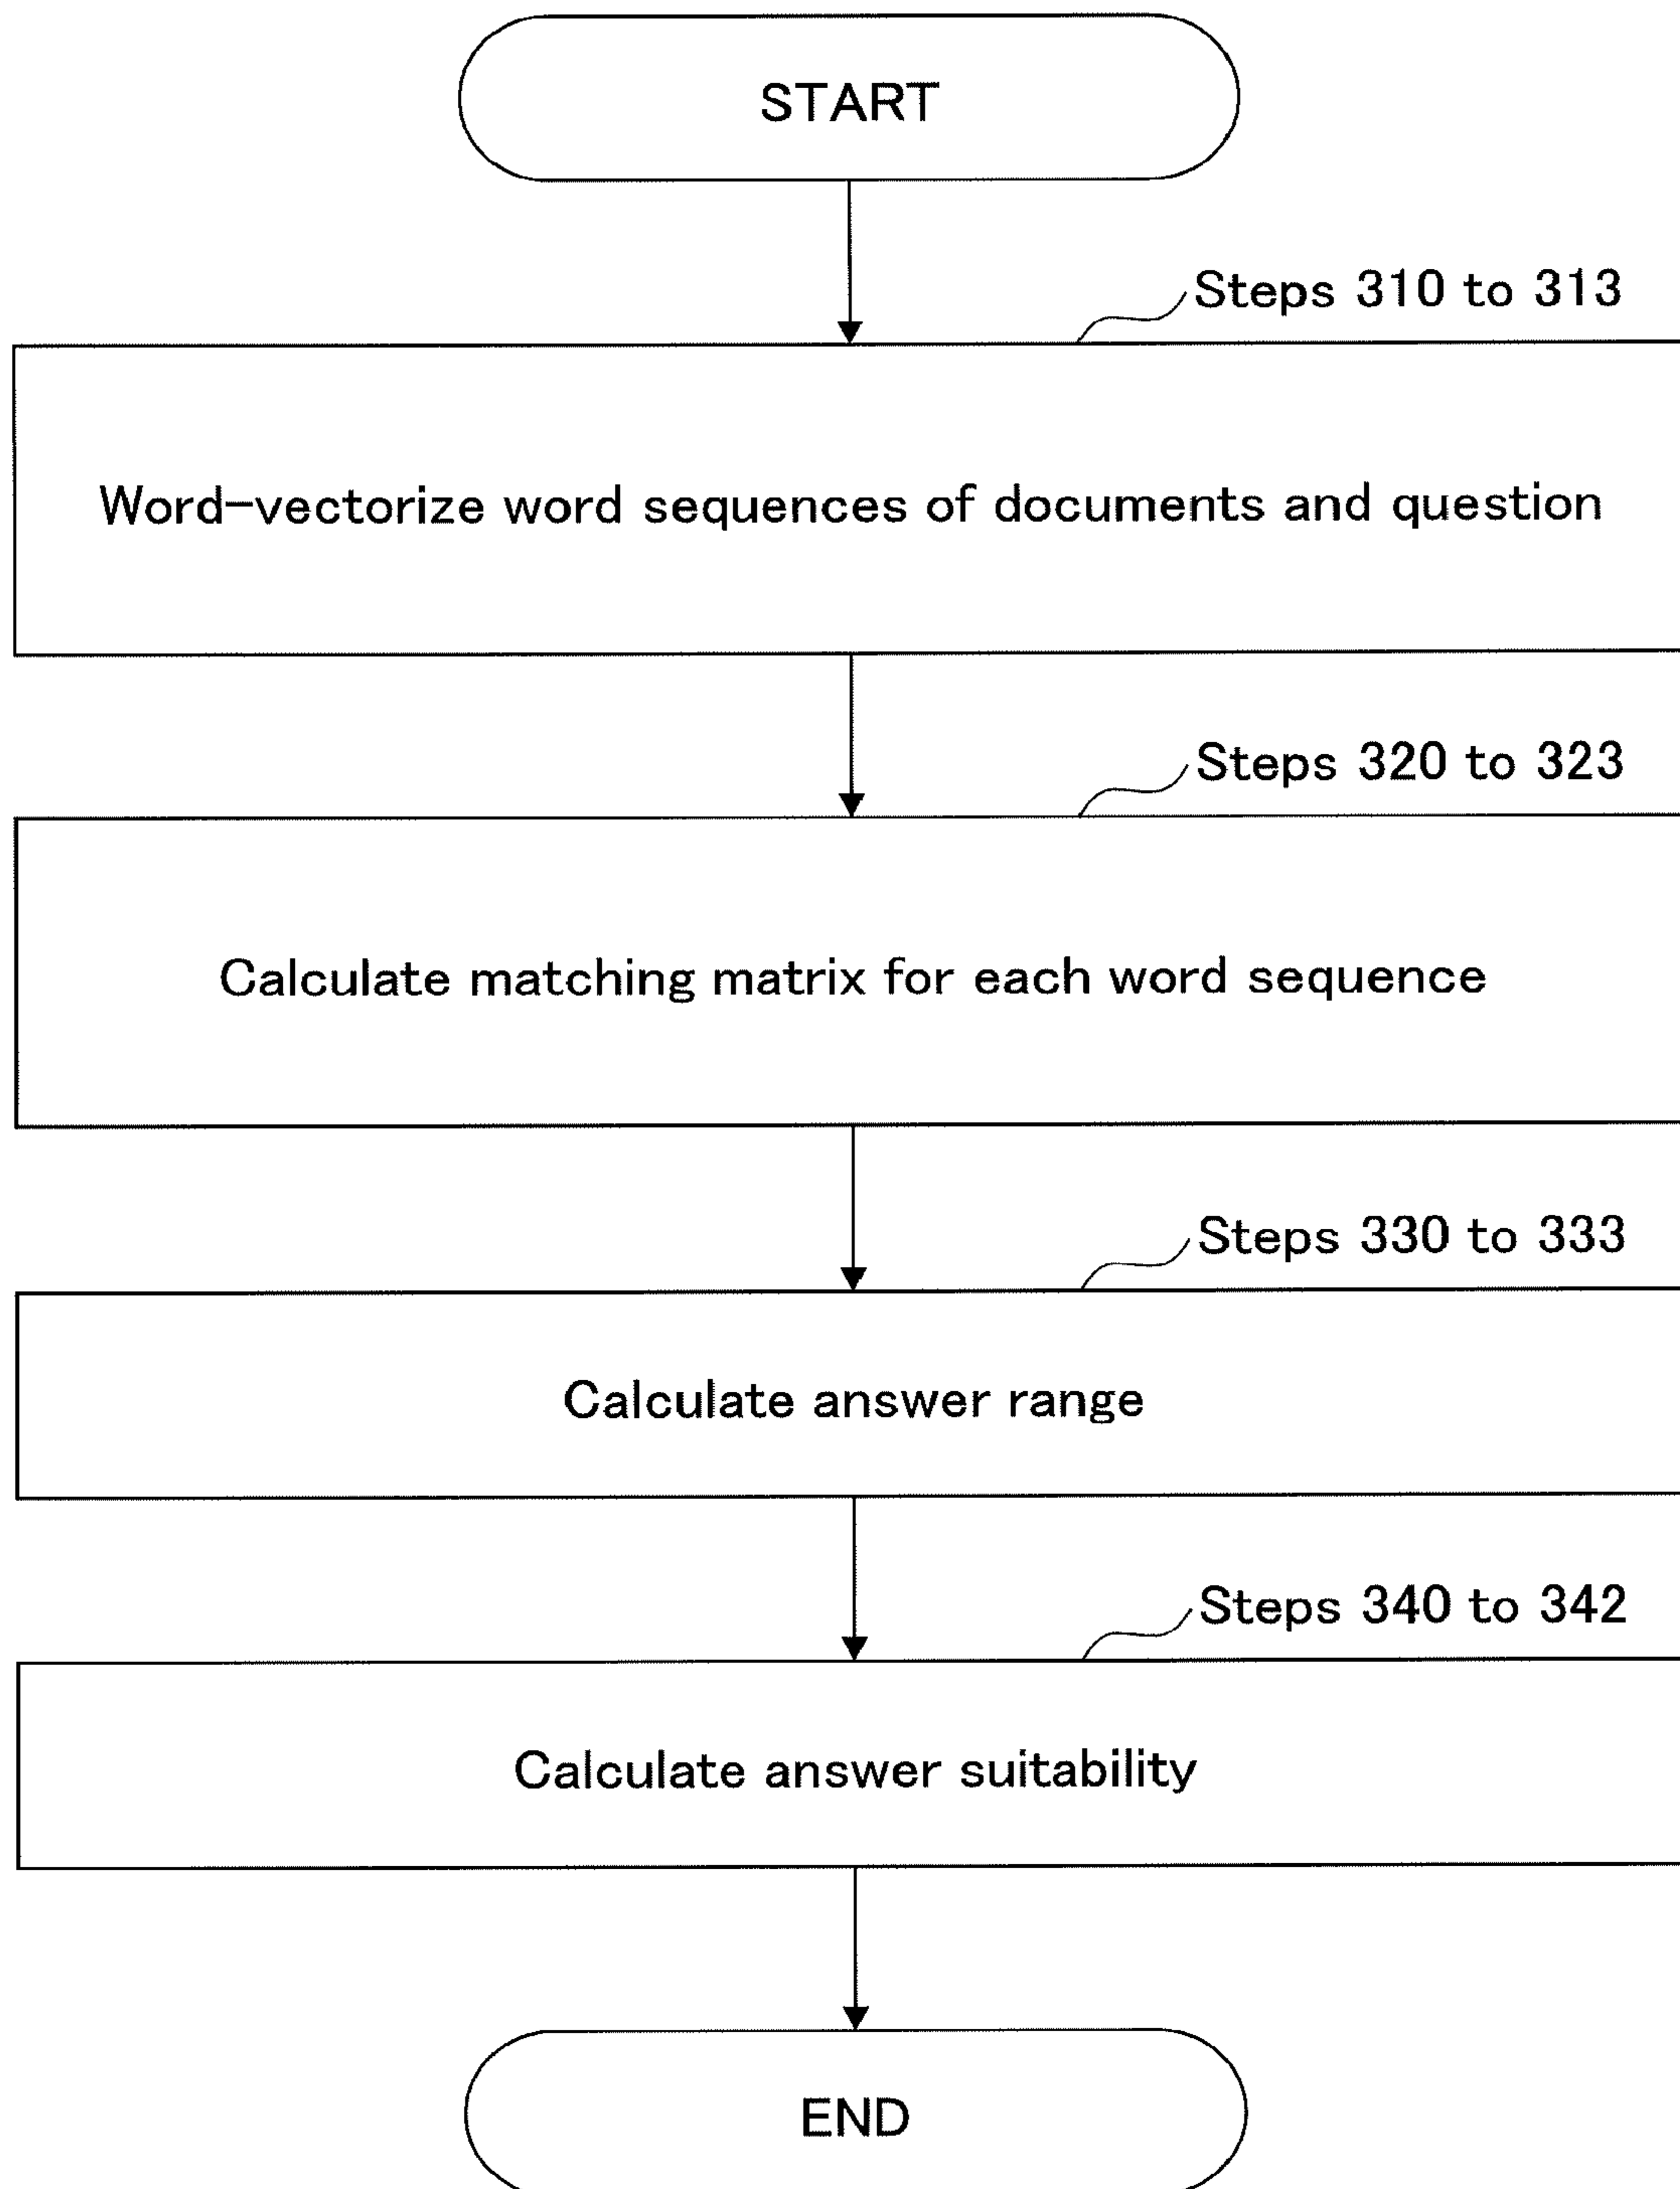 START
Steps 310 to 313
Word-vectorize word sequences of documents and question
Steps 320 to 323
Calculate matching matrix for each word sequence
Steps 330 to 333
Calculate answer range
Steps 340 to 342
Calculate answer suitability
END